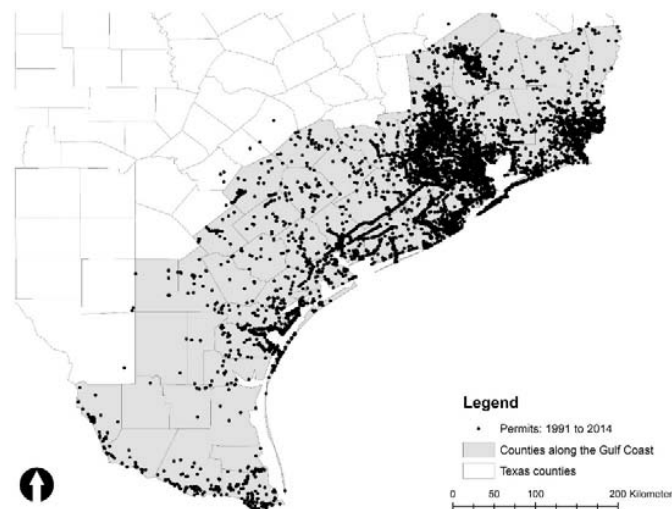 Legend
Permits: 1991 to 2014
Counties along the Gulf Coast
Texas counties
0 50 100 200 Kilometer